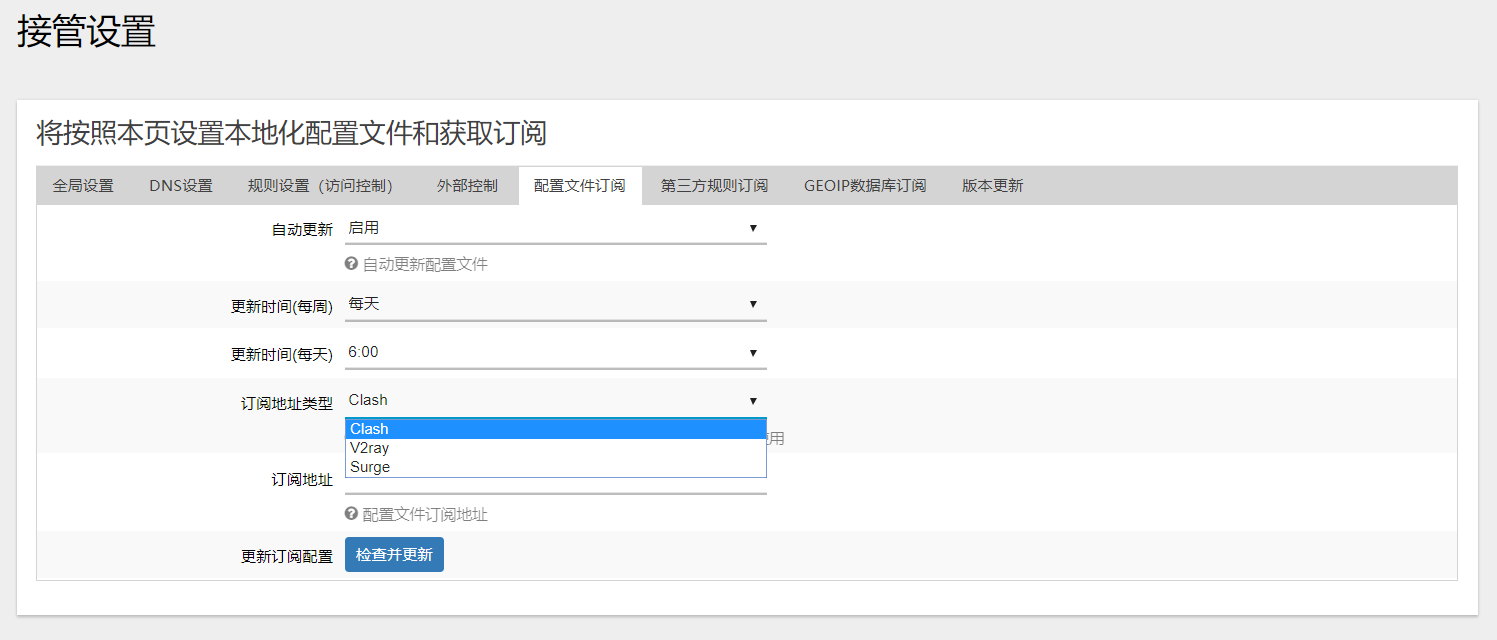 接管设置
将按照本页设置本地化配置文件和获取订阅
全局设置 DNS设置 规则设置（访问控制） 外部控制 配置文件订阅 第三方规则订阅 GEOIP数据库订阅 版本更新
自动更新 启用
自动更新配置文件
更新时间(每周) 每天
更新时间(每天) 6:00
订阅地址类型 Clash
Clash
用
V2ray
Surge
订阅地址
配置文件订阅地址
更新订阅配置 检查并更新